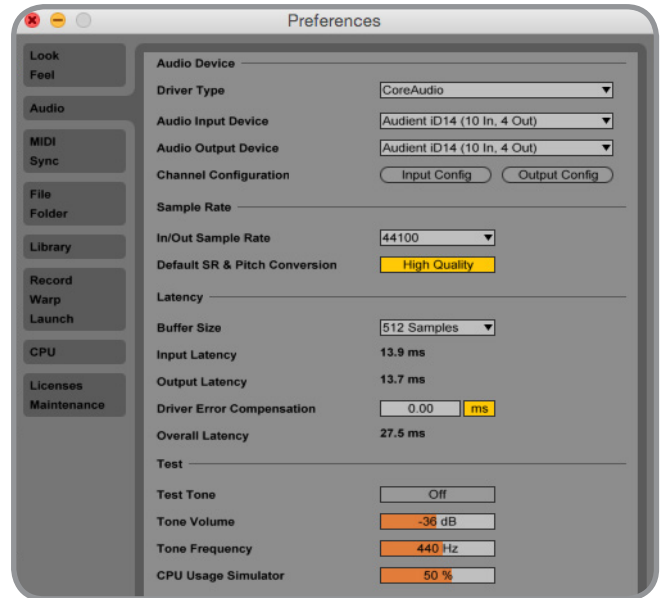 Preferences
Look
Feel
Audio
MIDI
Sync
File
Folder
Library
Record
Warp
Launch
CPU
Licenses
Maintenance
Audio Device
Driver Type CoreAudio
Audio Input Device Audient iD14 (10 In, 4 Out)
Audio Output Device Audient iD14 (10 In, 4 Out)
Channel Configuration Input Config Output Config
Sample Rate
In/Out Sample Rate 44100
Default SR & Pitch Conversion High Quality
Latency
Buffer Size 512 Samples
Input Latency 13.9 ms
Output Latency 13.7 ms
Driver Error Compensation 0.00 ms
Overall Latency 27.5 ms
Test
Test Tone Off
Tone Volume -36 dB
Tone Frequency 440 Hz
CPU Usage Simulator 50 %